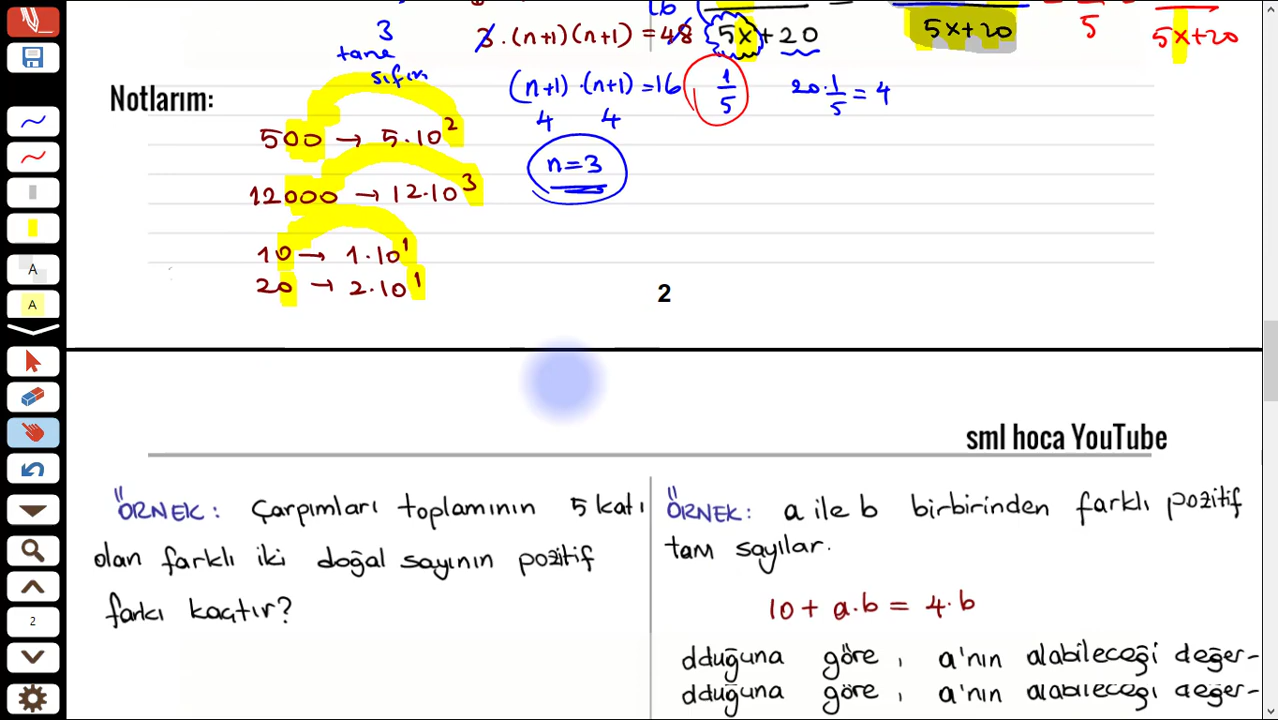 16
5x+20
5x+20
5
5x+20
3
tane
sıfır
3.(n+1)(n+1) = 48
(n+1).(n+1) = 16
4 4
n=3
1
5
20.1/5 = 4
Notlarım:
500 → 5.10²
12000 → 12.10³
10 → 1.10¹
20 → 2.10¹
2
sml hoca YouTube
ÖRNEK: Çarpımları toplamının 5 katı
olan farklı iki doğal sayının pozitif
farkı kaçtır?
ÖRNEK: a ile b birbirinden farklı pozitif
tam sayılar.
10 + a.b = 4.b
olduğuna göre, a'nın alabileceği değer-
olduğuna göre, a'nın alabileceği değer-
A
A
2